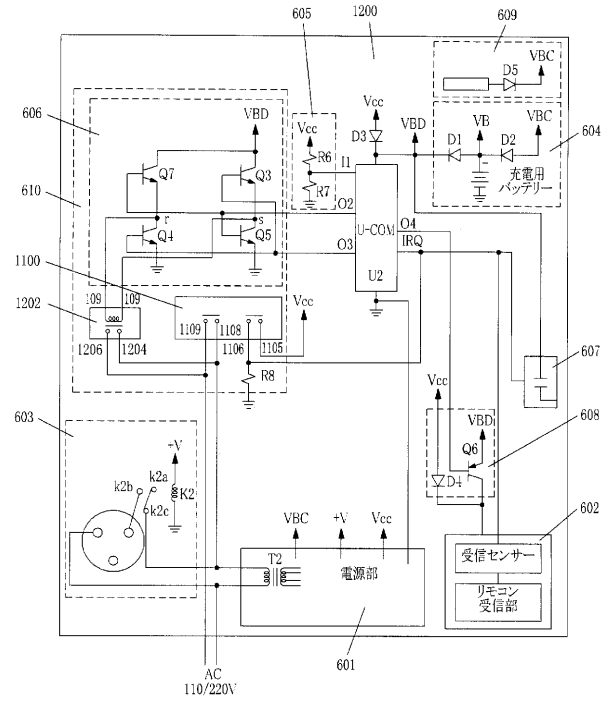 605
1200
609
606
Vcc
VBD
Vcc
D5
VBC
D3
VBD
VB
VBC
604
R6
I1
D1
D2
610
Q7
Q3
R7
O2
充電用
バッテリー
r
s
Q4
Q5
O3
U-COM
O4
IRQ
1100
U2
109
109
Vcc
1202
1109
1108
1106
1105
1206
1204
R8
607
603
Vcc
VBD
Q6
608
+V
D4
k2b
k2a
K2
k2c
602
VBC
+V
Vcc
T2
受信センサー
電源部
リモコン
受信部
601
AC
110/220V